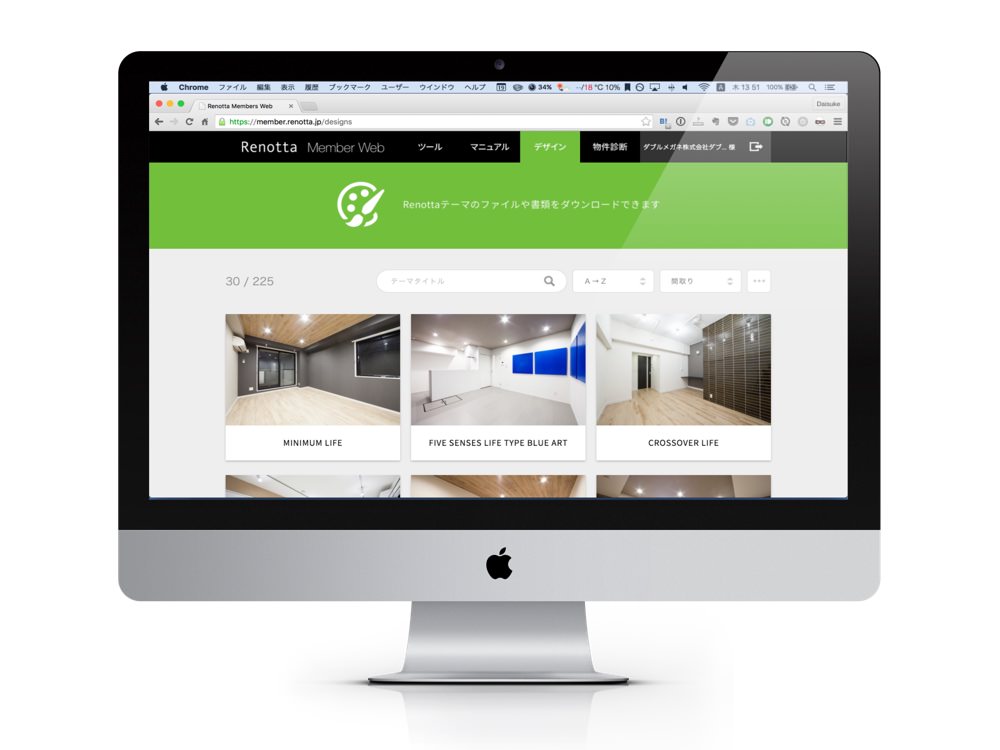 Chrome ファイル 編集 表示 履歴 ブックマーク ユーザー ウインドウ ヘルプ 34% --/18 °C 10% 木 13 51 100%
Renotta Members Web
Daisuke
https://member.renotta.jp/designs
Renotta Member Web ツール マニュアル デザイン 物件診断 ダブルメガネ株式会社ダブ... 様
Renottaテーマのファイルや書類をダウンロードできます
30 / 225 テーマタイトル A→Z 間取り
MINIMUM LIFE FIVE SENSES LIFE TYPE BLUE ART CROSSOVER LIFE